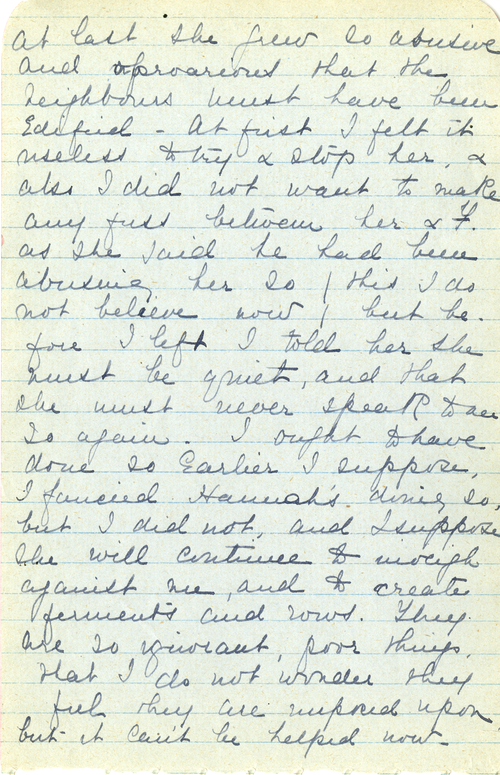 at last she grew so abusive
and uproarious that the
neighbours must have been
Edified - At first I felt it
useless to try & stop her, &
also I did not want to make
any fuss between her & F.
as she said he had been
abusing her so / this I do
not believe now / but be-
fore I left I told her she
must be quiet, and that
she must never speak to me
so again. I ought to have
done so Earlier I suppose,
I fancied Hannah's doing so,
but I did not, and I suppose
she will continue to
against me, and to create
ferments and rows. They
are so ignorant, poor things,
that I do not wonder they
feel they are imposed upon
but it can't be helped now